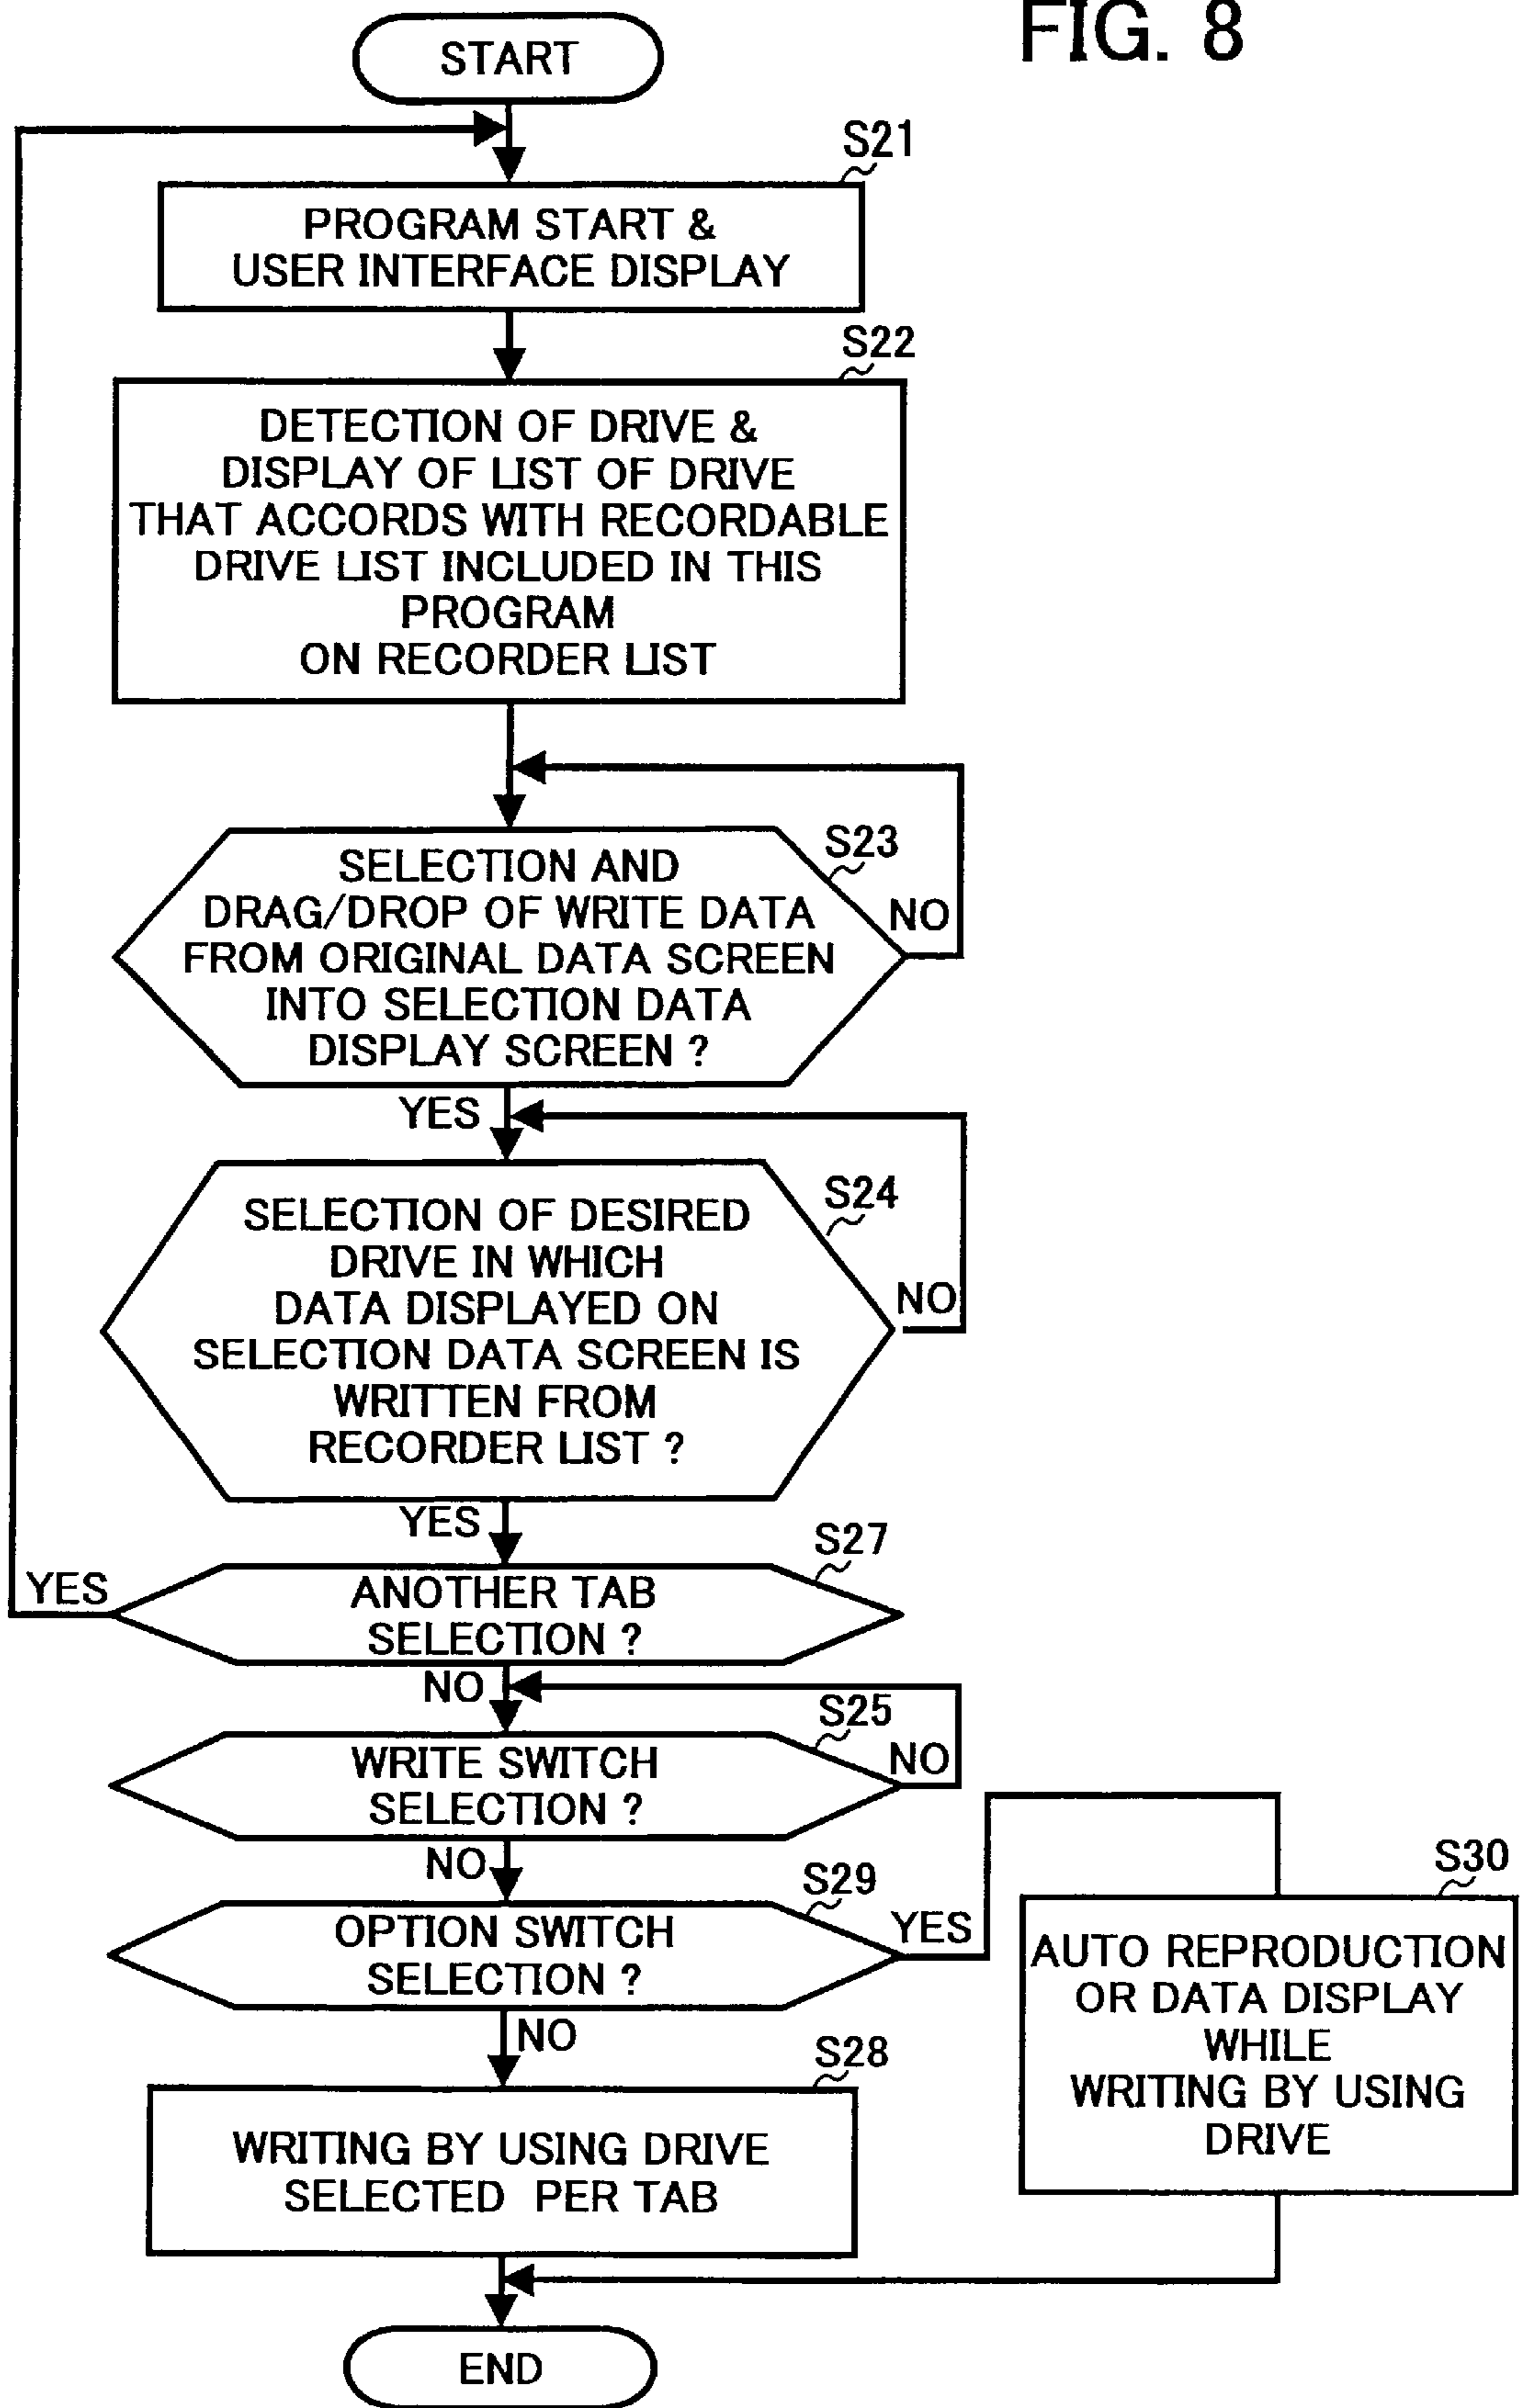 FIG. 8
START
S21
PROGRAM START &
USER INTERFACE DISPLAY
S22
DETECTION OF DRIVE &
DISPLAY OF LIST OF DRIVE
THAT ACCORDS WITH RECORDABLE
DRIVE LIST INCLUDED IN THIS
PROGRAM
ON RECORDER LIST
S23
SELECTION AND
DRAG/DROP OF WRITE DATA
FROM ORIGINAL DATA SCREEN
INTO SELECTION DATA
DISPLAY SCREEN ?
NO
YES
S24
SELECTION OF DESIRED
DRIVE IN WHICH
DATA DISPLAYED ON
SELECTION DATA SCREEN IS
WRITTEN FROM
RECORDER LIST ?
NO
YES
S27
ANOTHER TAB
SELECTION ?
YES
NO
S25
WRITE SWITCH
SELECTION ?
NO
NO
S29
OPTION SWITCH
SELECTION ?
YES
NO
S30
AUTO REPRODUCTION
OR DATA DISPLAY
WHILE
WRITING BY USING
DRIVE
S28
WRITING BY USING DRIVE
SELECTED PER TAB
END